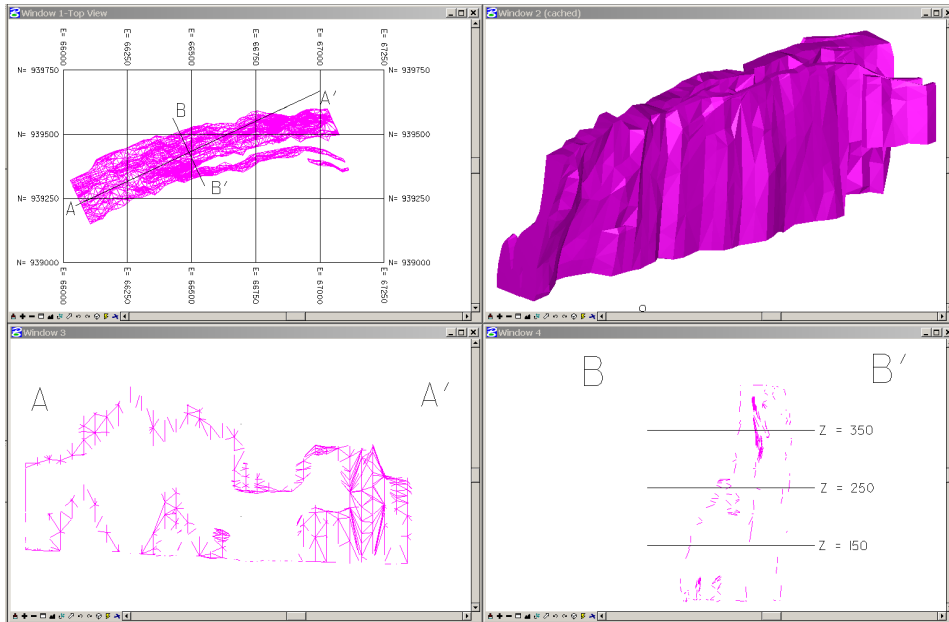 Window 1-Top View
E= 66000
E= 66250
E= 66500
E= 66750
E= 67000
E= 67250
N= 939750
N= 939750
A'
B
N= 939500
N= 939500
B'
A
N= 939250
N= 939250
N= 939000
N= 939000
E= 66000
E= 66250
E= 66500
E= 66750
E= 67000
E= 67250
Window 2 (cached)
Window 3
A
A'
Window 4
B
B'
Z = 350
Z = 250
Z = 150